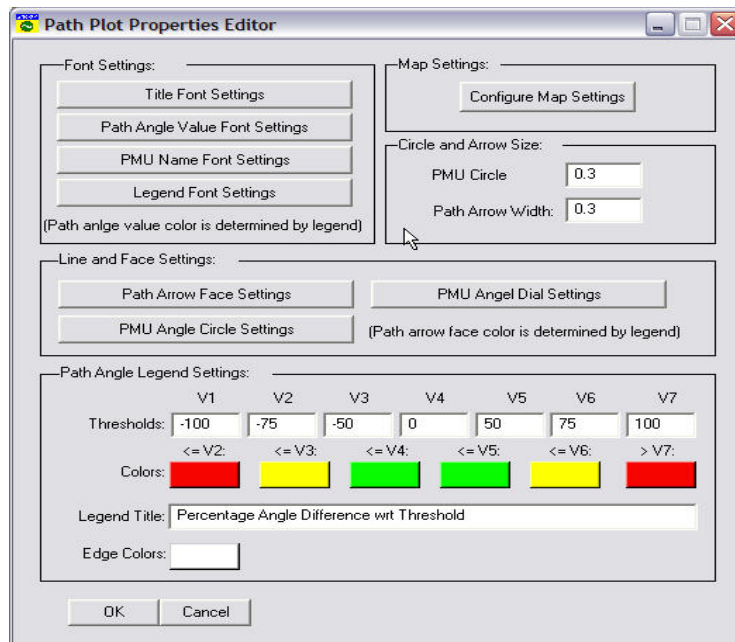 Path Plot Properties Editor
Font Settings:
Title Font Settings
Path Angle Value Font Settings
PMU Name Font Settings
Legend Font Settings
(Path anlge value color is determined by legend)
Map Settings:
Configure Map Settings
Circle and Arrow Size:
PMU Circle 0.3
Path Arrow Width: 0.3
Line and Face Settings:
Path Arrow Face Settings
PMU Angel Dial Settings
PMU Angle Circle Settings
(Path arrow face color is determined by legend)
Path Angle Legend Settings:
V1 V2 V3 V4 V5 V6 V7
Thresholds: -100 -75 -50 0 50 75 100
<= V2: <= V3: <= V4: <= V5: <= V6: > V7:
Colors:
Legend Title: Percentage Angle Difference wrt Threshold
Edge Colors:
OK Cancel